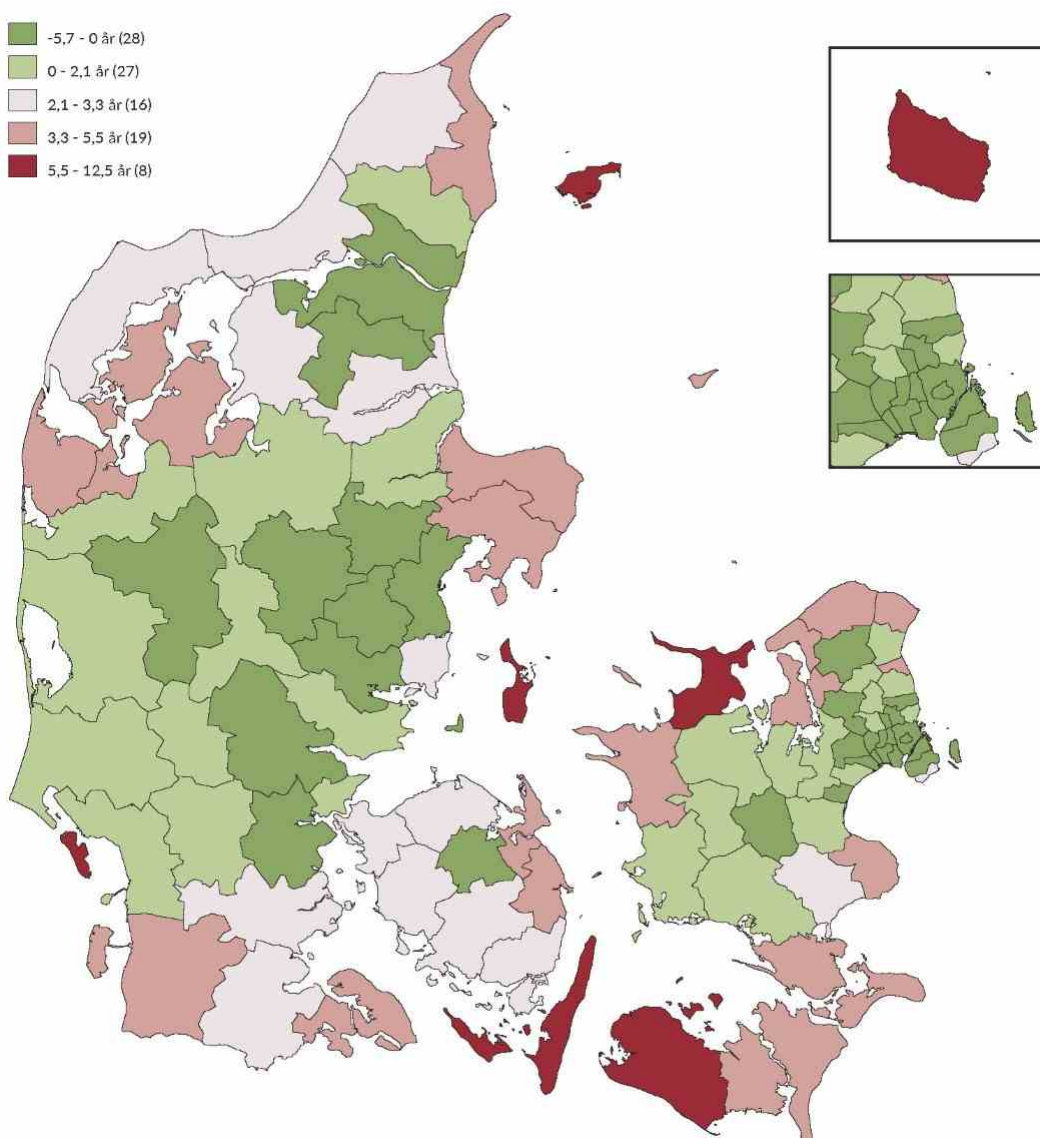 -5,7 - 0 år (28)
0 - 2,1 år (27)
2,1 - 3,3 år (16)
3,3 - 5,5 år (19)
5,5 - 12,5 år (8)